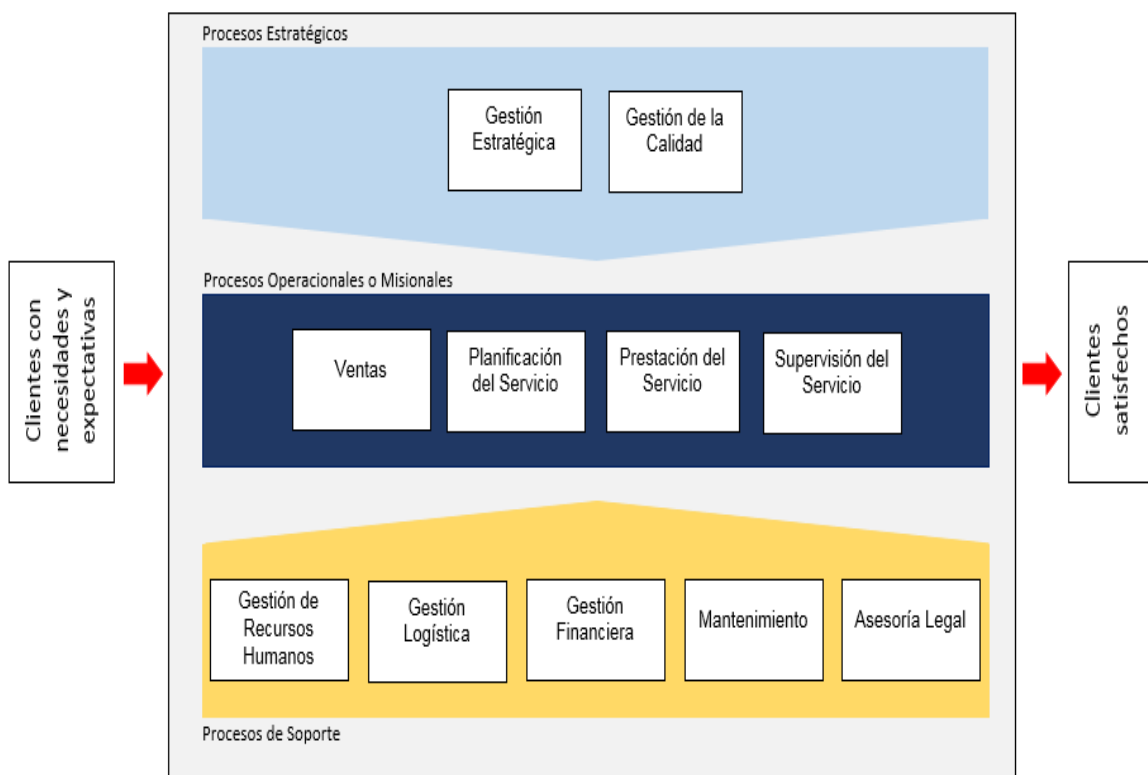 Procesos Estratégicos
Gestión
Estratégica
Gestión de la
Calidad
Clientes con
necesidades y
expectativas
Procesos Operacionales o Misionales
Ventas
Planificación
del Servicio
Prestación del
Servicio
Supervisión del
Servicio
Clientes
satisfechos
Gestión de
Recursos
Humanos
Gestión
Logística
Gestión
Financiera
Mantenimiento
Asesoría Legal
Procesos de Soporte